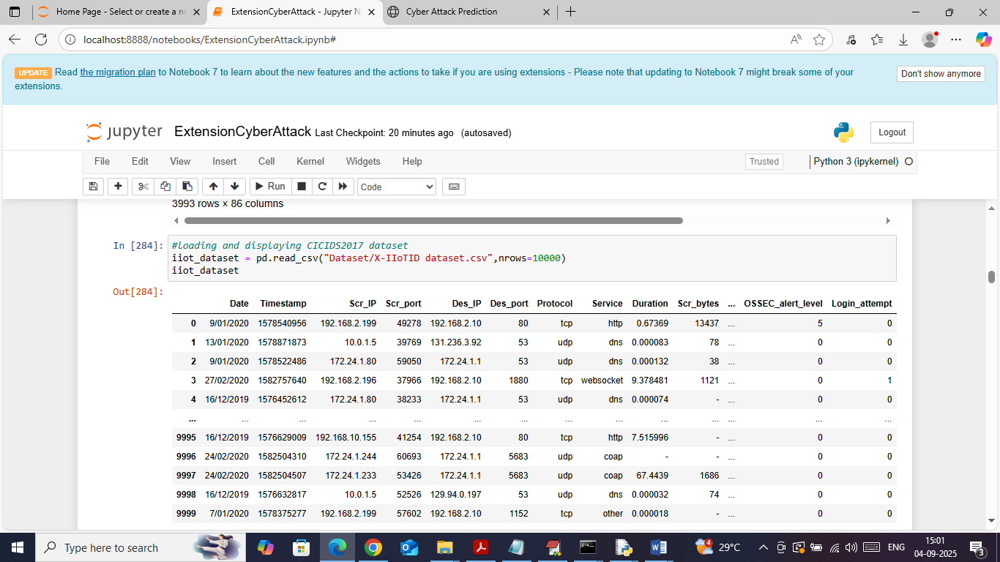 Home Page - Select or create a no
ExtensionCyberAttack - Jupyter N
Cyber Attack Prediction
localhost:8888/notebooks/ExtensionCyberAttack.ipynb#
UPDATE Read the migration plan to Notebook 7 to learn about the new features and the actions to take if you are using extensions - Please note that updating to Notebook 7 might break some of your
extensions.
Don't show anymore
jupyter ExtensionCyberAttack Last Checkpoint: 20 minutes ago (autosaved)
Logout
File Edit View Insert Cell Kernel Widgets Help
Trusted
Python 3 (ipykernel)
Run
Code
3993 rows × 86 columns
In [284]: #loading and displaying CICIDS2017 dataset
iiot_dataset = pd.read_csv("Dataset/X-IIoTID dataset.csv",nrows=10000)
iiot_dataset
Out[284]:
Date Timestamp Scr_IP Scr_port Des_IP Des_port Protocol Service Duration Scr_bytes ... OSSEC_alert_level Login_attempt
0 9/01/2020 1578540956 192.168.2.199 49278 192.168.2.10 80 tcp http 0.67369 13437 ... 5 0
1 13/01/2020 1578871873 10.0.1.5 39769 131.236.3.92 53 udp dns 0.000083 78 ... 0 0
2 9/01/2020 1578522486 172.24.1.80 59050 172.24.1.1 53 udp dns 0.000132 38 ... 0 0
3 27/02/2020 1582757640 192.168.2.196 37966 192.168.2.10 1880 tcp websocket 9.378481 1121 ... 0 1
4 16/12/2019 1576452612 172.24.1.80 38233 172.24.1.1 53 udp dns 0.000074 - ... 0 0
... ... ... ... ... ... ... ... ... ... ... ... ... ...
9995 16/12/2019 1576629009 192.168.10.155 41254 192.168.2.10 80 tcp http 7.515996 - ... 0 0
9996 24/02/2020 1582504310 172.24.1.244 60693 172.24.1.1 5683 udp coap - - ... 0 0
9997 24/02/2020 1582504507 172.24.1.233 53426 172.24.1.1 5683 udp coap 67.4439 1686 ... 0 0
9998 16/12/2019 1576632817 10.0.1.5 52526 129.94.0.197 53 udp dns 0.000032 74 ... 0 0
9999 7/01/2020 1578375277 192.168.2.199 57602 192.168.2.10 1152 tcp other 0.000018 - ... 0 0
Type here to search
4
29°C
ENG
15:01
04-09-2025
3